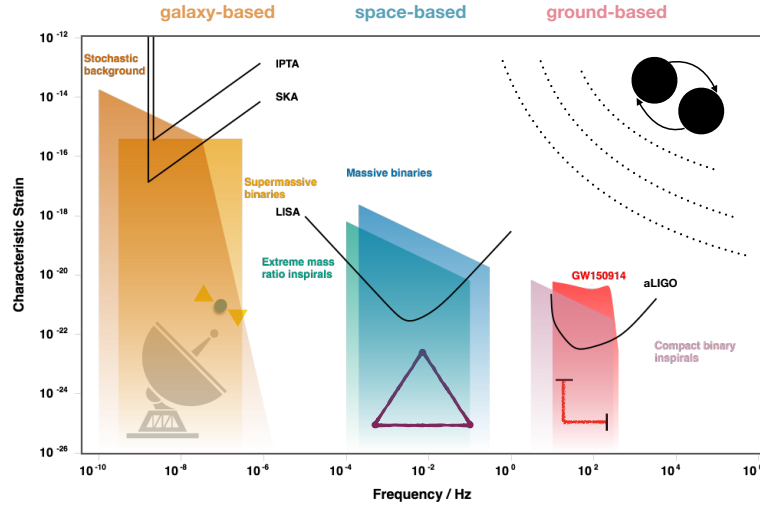 galaxy-based space-based ground-based
10 -12
Stochastic
background
IPTA
10 -14
SKA
10 -16
Massive binaries
Supermassive
binaries
LISA
10 -18
Extreme mass
ratio inspirals
10 -20
GW150914
aLIGO
10 -22
Compact binary
inspirals
10 -24
10 -26
Characteristic Strain
10 -10 10 -8 10 -6 10 -4 10 -2 10 0 10 2 10 4 10 6
Frequency / Hz